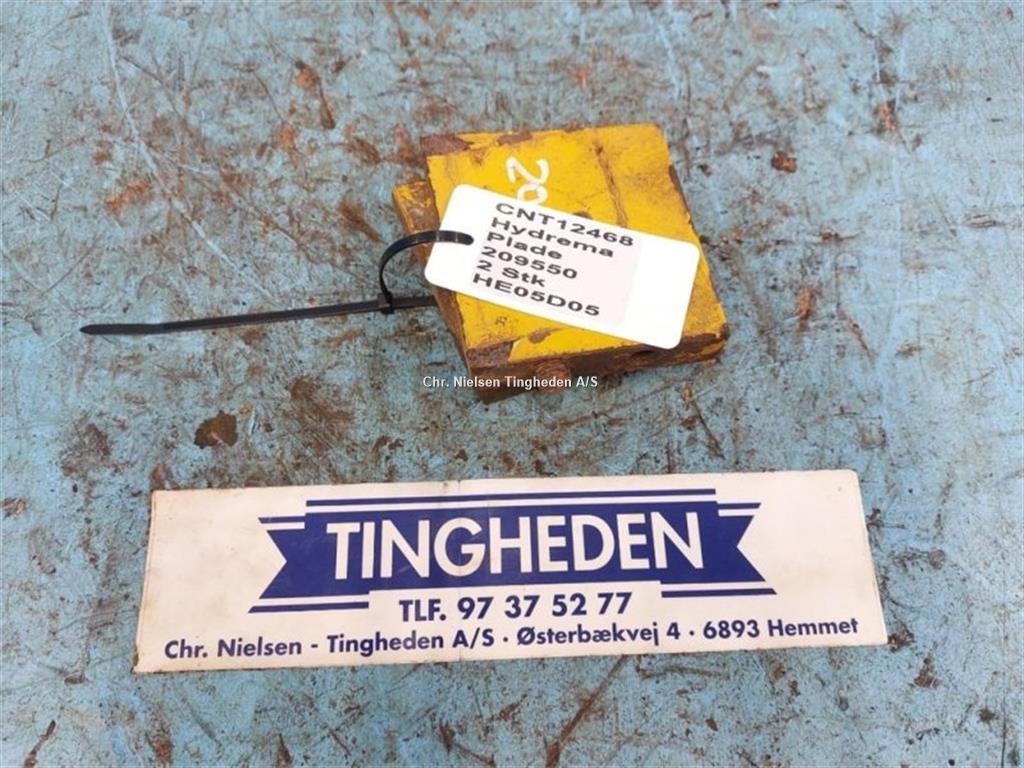 20
CNT12468
Hydrema
Plade
209550
2 Stk
HE05D05
Chr. Nielsen Tingheden A/S
TINGHEDEN
TLF. 97 37 52 77
Chr. Nielsen - Tingheden A/S · Østerbækvej 4 · 6893 Hemmet